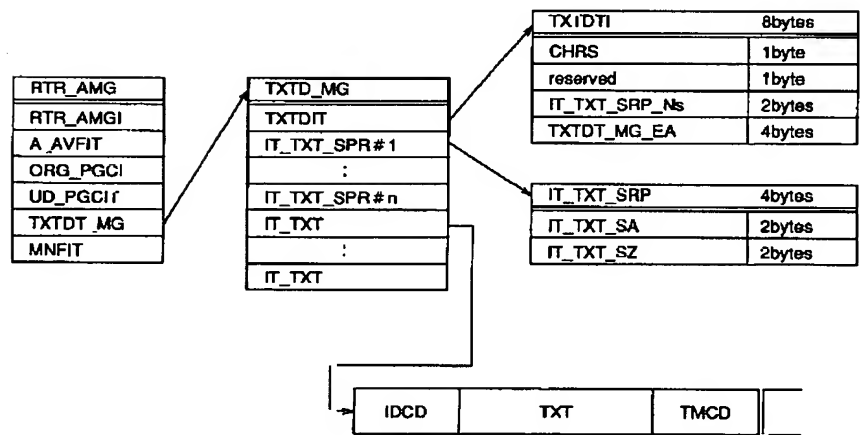 RTR_AMG
RTR_AMGI
A_AVFIT
ORG_PGCI
UD_PGCIT
TXTDT_MG
MNFIT
TXTD_MG
TXTDIT
IT_TXT_SPR#1
:
IT_TXT_SPR#n
IT_TXT
:
IT_TXT
TXTDTI 8bytes
CHRS 1byte
reserved 1byte
IT_TXT_SRP_Ns 2bytes
TXTDT_MG_EA 4bytes
IT_TXT_SRP 4bytes
IT_TXT_SA 2bytes
IT_TXT_SZ 2bytes
IDCD TXT TMCD